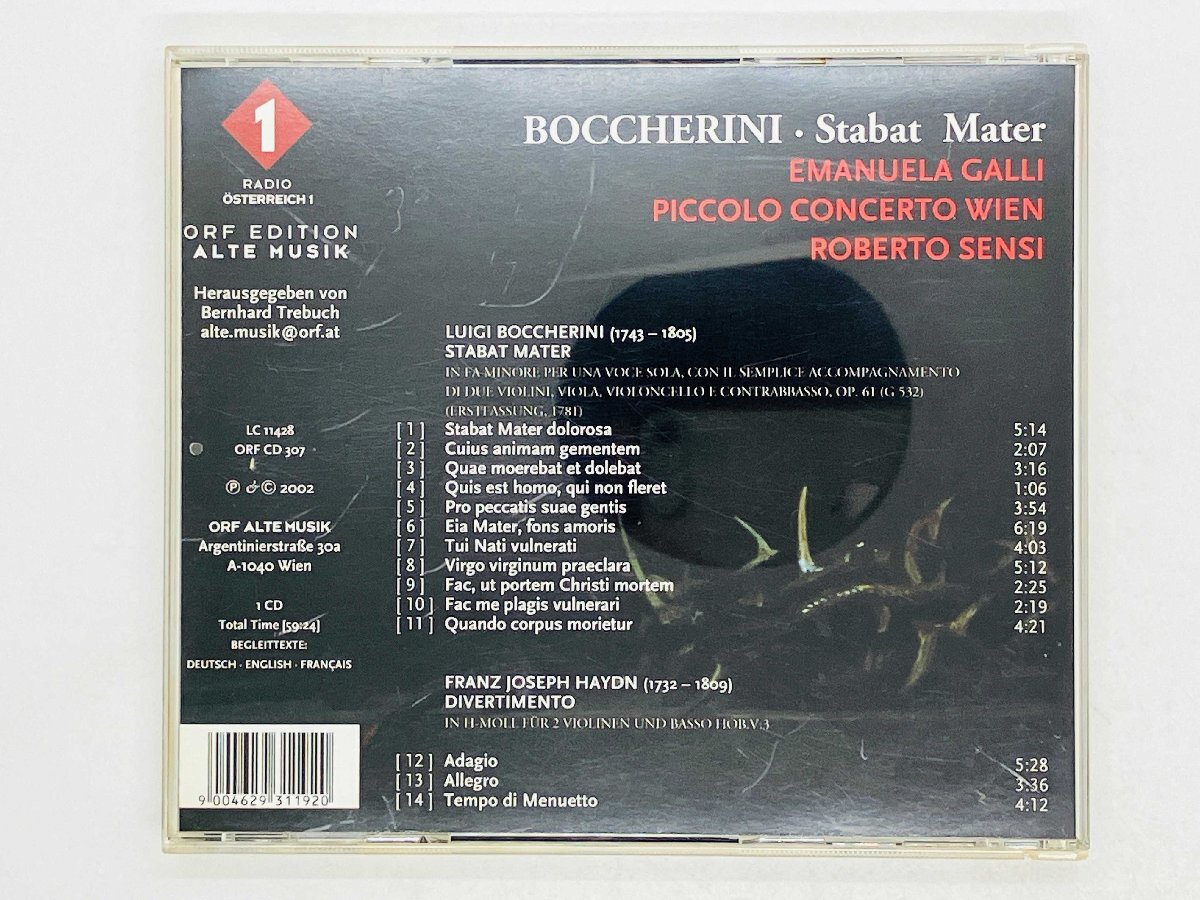 1
RADIO
ÖSTERREICH 1
ORF EDITION
ALTE MUSIK
Herausgegeben von
Bernhard Trebuch
alte.musik@orf.at
LC 11428
ORF CD 307
Ⓟ & © 2002
ORF ALTE MUSIK
Argentinierstraße 30a
A-1040 Wien
1 CD
Total Time [59:24]
BEGLEITTEXTE:
DEUTSCH · ENGLISH · FRANÇAIS
9 004629 311920
BOCCHERINI · Stabat Mater
EMANUELA GALLI
PICCOLO CONCERTO WIEN
ROBERTO SENSI
LUIGI BOCCHERINI (1743 – 1805)
STABAT MATER
IN FA-MINORE PER UNA VOCE SOLA, CON IL SEMPLICE ACCOMPAGNAMENTO
DI DUE VIOLINI, VIOLA, VIOLONCELLO E CONTRABBASSO, OP. 61 (G 532)
(ERSTFASSUNG, 1781)
[ 1 ] Stabat Mater dolorosa 5:14
[ 2 ] Cuius animam gementem 2:07
[ 3 ] Quae moerebat et dolebat 3:16
[ 4 ] Quis est homo, qui non fleret 1:06
[ 5 ] Pro peccatis suae gentis 3:54
[ 6 ] Eia Mater, fons amoris 6:19
[ 7 ] Tui Nati vulnerati 4:03
[ 8 ] Virgo virginum praeclara 5:12
[ 9 ] Fac, ut portem Christi mortem 2:25
[ 10 ] Fac me plagis vulnerari 2:19
[ 11 ] Quando corpus morietur 4:21
FRANZ JOSEPH HAYDN (1732 – 1809)
DIVERTIMENTO
IN H-MOLL FÜR 2 VIOLINEN UND BASSO HOB.V:3
[ 12 ] Adagio 5:28
[ 13 ] Allegro 3:36
[ 14 ] Tempo di Menuetto 4:12